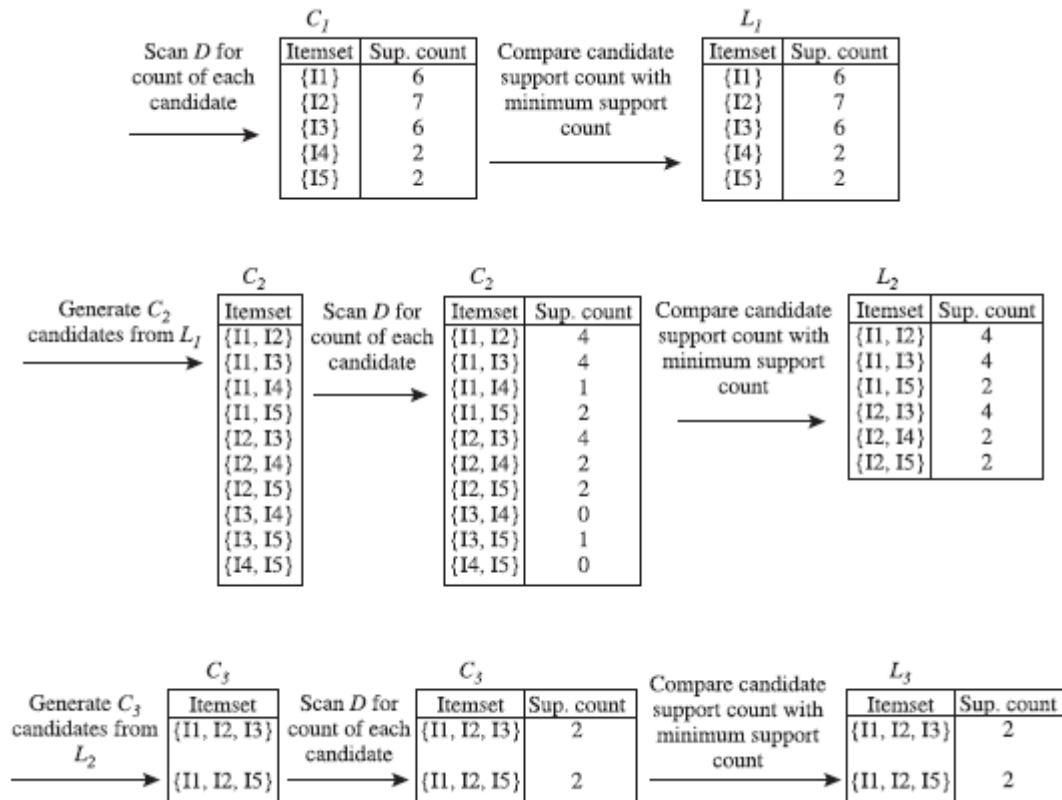 C1
L1
Scan D for
count of each
candidate
Itemset Sup. count
{I1} 6
{I2} 7
{I3} 6
{I4} 2
{I5} 2
Compare candidate
support count with
minimum support
count
Itemset Sup. count
{I1} 6
{I2} 7
{I3} 6
{I4} 2
{I5} 2
Generate C2
candidates from L1
C2
Itemset
{I1, I2}
{I1, I3}
{I1, I4}
{I1, I5}
{I2, I3}
{I2, I4}
{I2, I5}
{I3, I4}
{I3, I5}
{I4, I5}
Scan D for
count of each
candidate
C2
Itemset Sup. count
{I1, I2} 4
{I1, I3} 4
{I1, I4} 1
{I1, I5} 2
{I2, I3} 4
{I2, I4} 2
{I2, I5} 2
{I3, I4} 0
{I3, I5} 1
{I4, I5} 0
Compare candidate
support count with
minimum support
count
L2
Itemset Sup. count
{I1, I2} 4
{I1, I3} 4
{I1, I5} 2
{I2, I3} 4
{I2, I4} 2
{I2, I5} 2
Generate C3
candidates from
L2
C3
Itemset
{I1, I2, I3}
{I1, I2, I5}
Scan D for
count of each
candidate
C3
Itemset Sup. count
{I1, I2, I3} 2
{I1, I2, I5} 2
Compare candidate
support count with
minimum support
count
L3
Itemset Sup. count
{I1, I2, I3} 2
{I1, I2, I5} 2